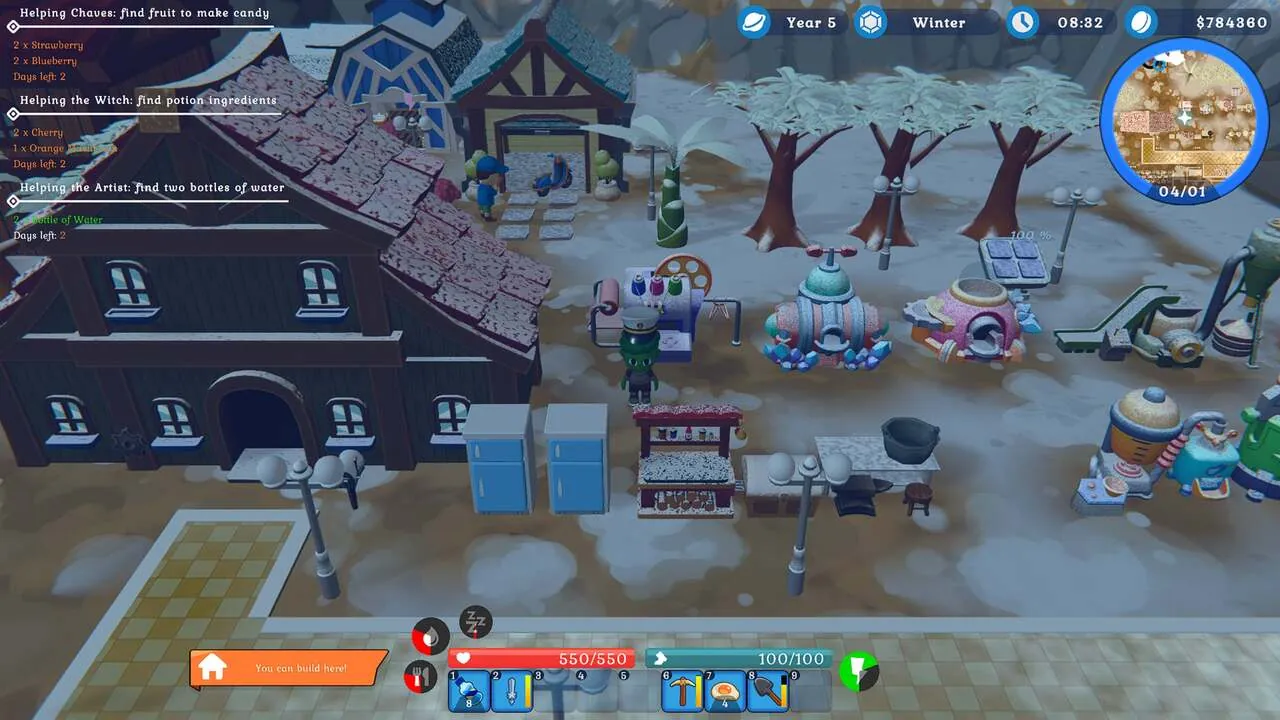 Helping Chaves: find fruit to make candy
2 x Strawberry
2 x Blueberry
Days left: 2
Helping the Witch: find potion ingredients
2 x Cherry
1 x Orange
Days left: 2
Helping the Artist: find two bottles of water
2 x Bottle of Water
Days left: 2
Year 5
Winter
08:32
$784360
04/01
100 %
You can build here!
zzz
550/550
100/100
1
2
3
4
5
6
7
8
9
8
4